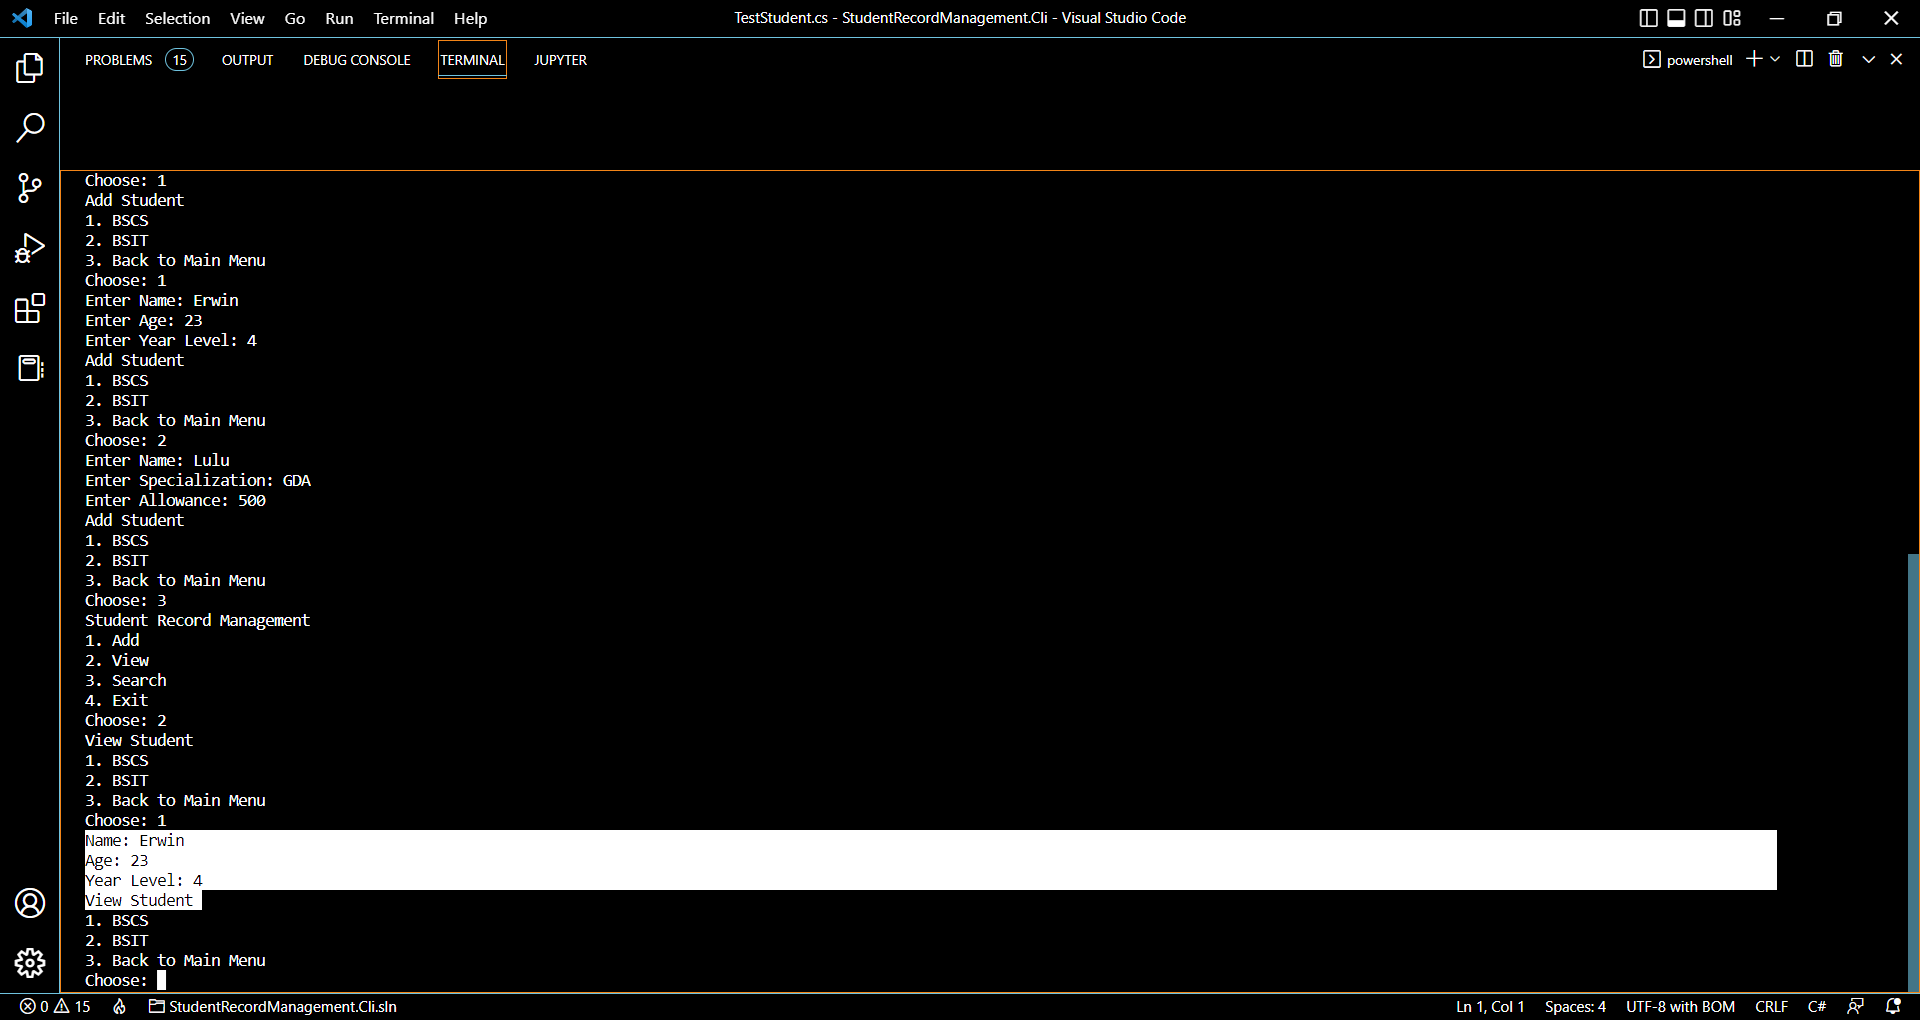 File Edit Selection View Go Run Terminal Help
TestStudent.cs - StudentRecordManagement.Cli - Visual Studio Code
PROBLEMS 15 OUTPUT DEBUG CONSOLE TERMINAL JUPYTER
powershell
Choose: 1
Add Student
1. BSCS
2. BSIT
3. Back to Main Menu
Choose: 1
Enter Name: Erwin
Enter Age: 23
Enter Year Level: 4
Add Student
1. BSCS
2. BSIT
3. Back to Main Menu
Choose: 2
Enter Name: Lulu
Enter Specialization: GDA
Enter Allowance: 500
Add Student
1. BSCS
2. BSIT
3. Back to Main Menu
Choose: 3
Student Record Management
1. Add
2. View
3. Search
4. Exit
Choose: 2
View Student
1. BSCS
2. BSIT
3. Back to Main Menu
Choose: 1
Name: Erwin
Age: 23
Year Level: 4
View Student
1. BSCS
2. BSIT
3. Back to Main Menu
Choose:
0 15 StudentRecordManagement.Cli.sln
Ln 1, Col 1 Spaces: 4 UTF-8 with BOM CRLF C#